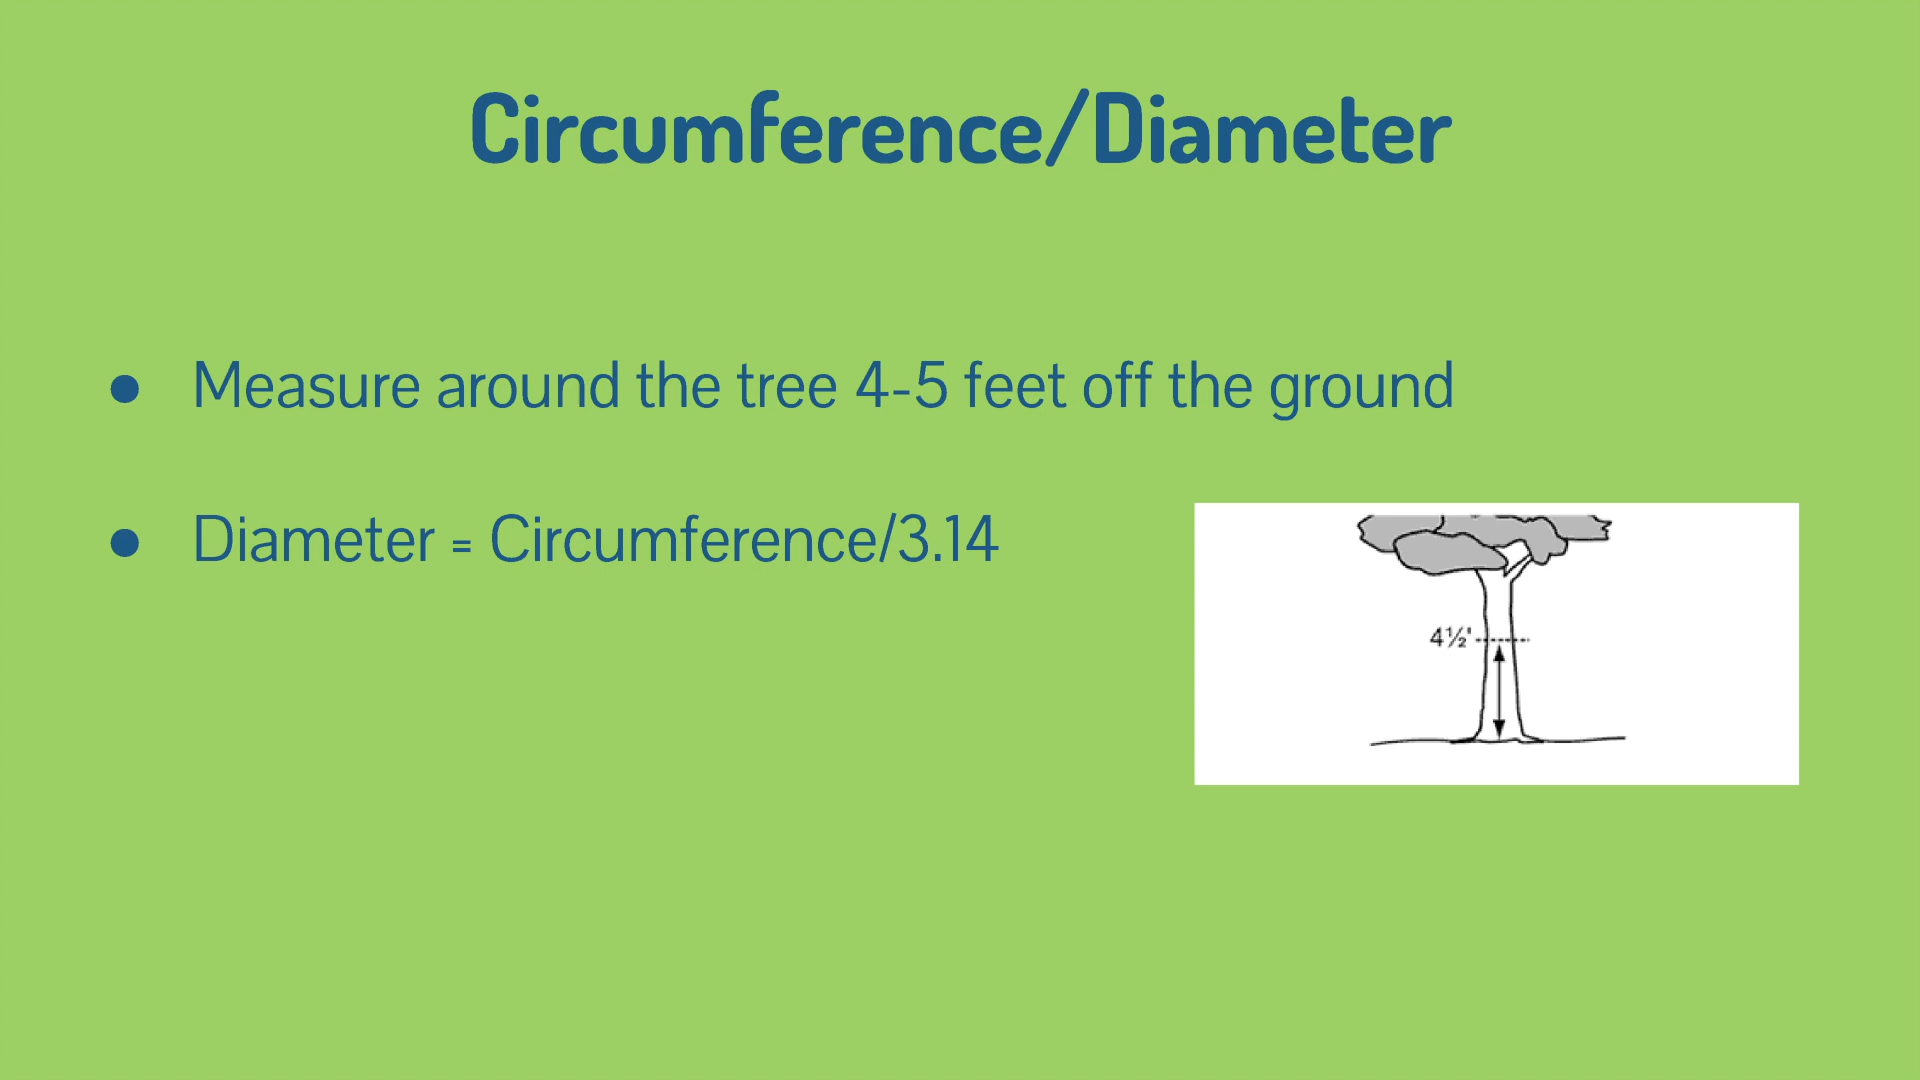 Circumference/Diameter
● Measure around the tree 4-5 feet off the ground
● Diameter = Circumference/3.14
4½'